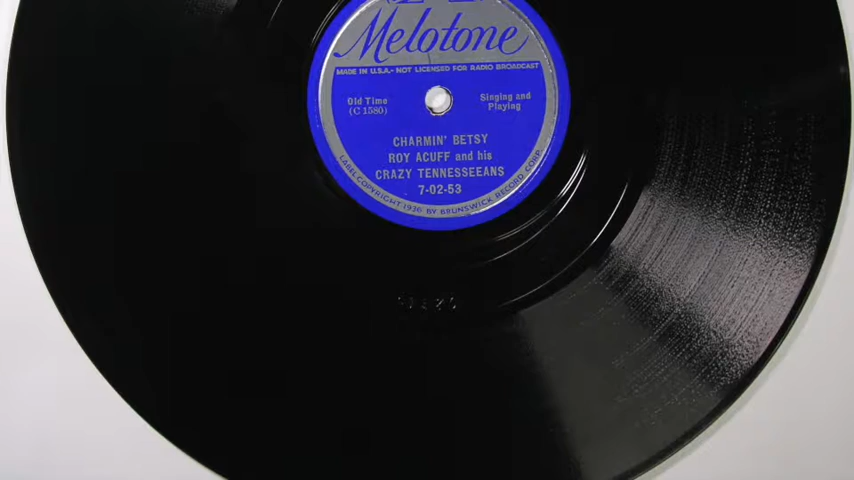 Melotone
MADE IN U.S.A.- NOT LICENSED FOR RADIO BROADCAST
Old Time
(C 1580)
Singing and
Playing
CHARMIN' BETSY
ROY ACUFF and his
CRAZY TENNESSEEANS
7-02-53
LABEL COPYRIGHT 1936 BY BRUNSWICK RECORD CORP.